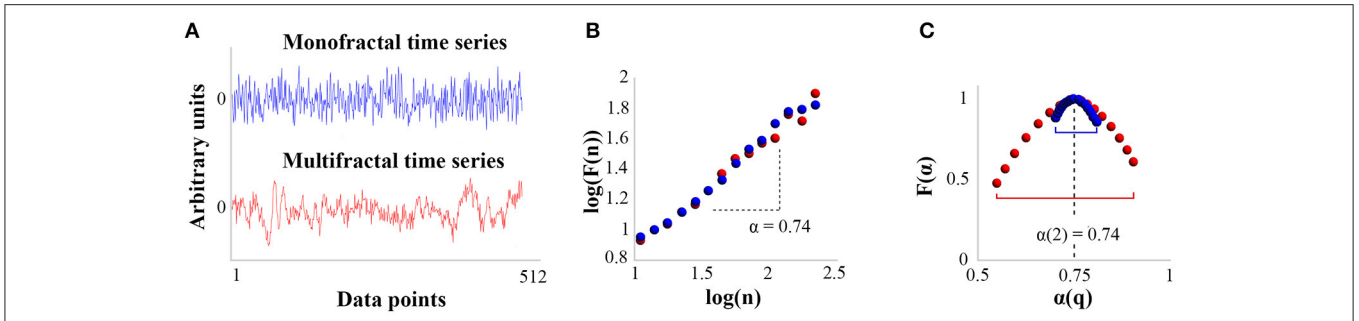 A
Monofractal time series
0
Multifractal time series
0
Arbitrary units
1
512
Data points
B
2
1.8
1.6
1.4
1.2
1
0.8
log(F(n))
α = 0.74
1
1.5
2
2.5
log(n)
C
1
0.5
0
F(α)
α(2) = 0.74
0.5
0.75
1
α(q)